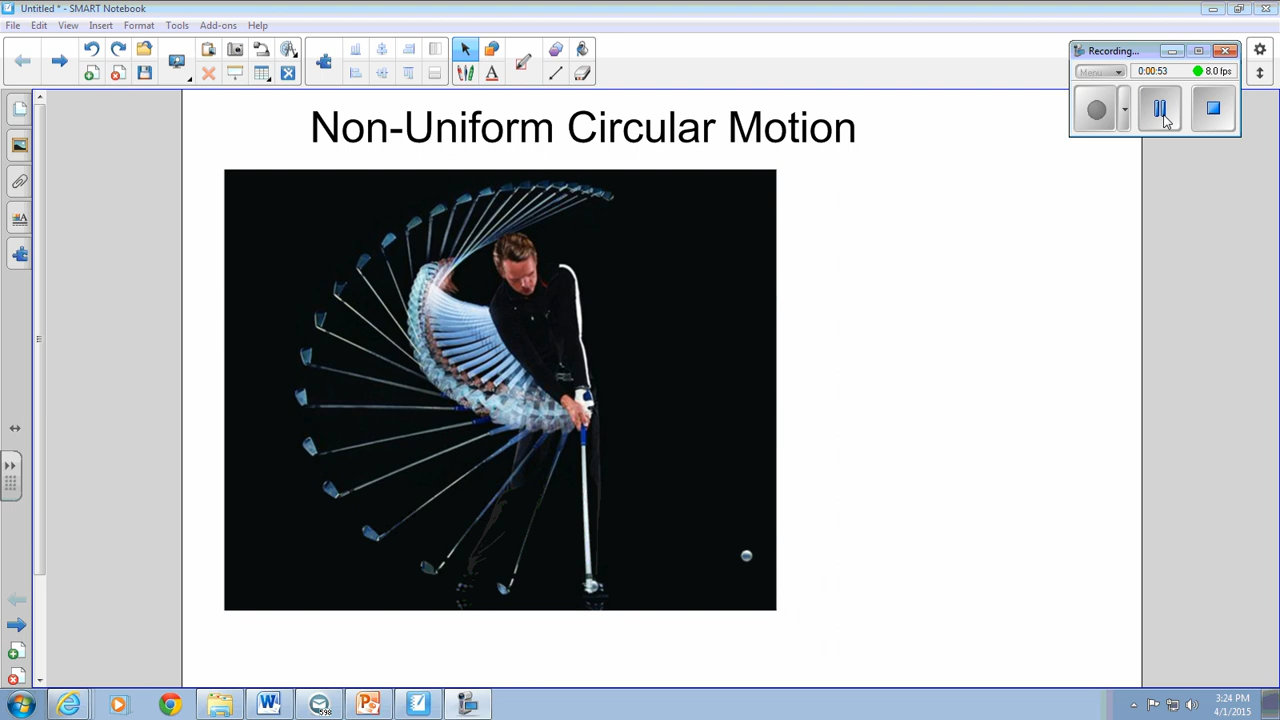 Untitled * - SMART Notebook
File Edit View Insert Format Tools Add-ons Help
Recording...
Menu 0:00:53 8.0 fps
Non-Uniform Circular Motion
598
3:24 PM
4/1/2015